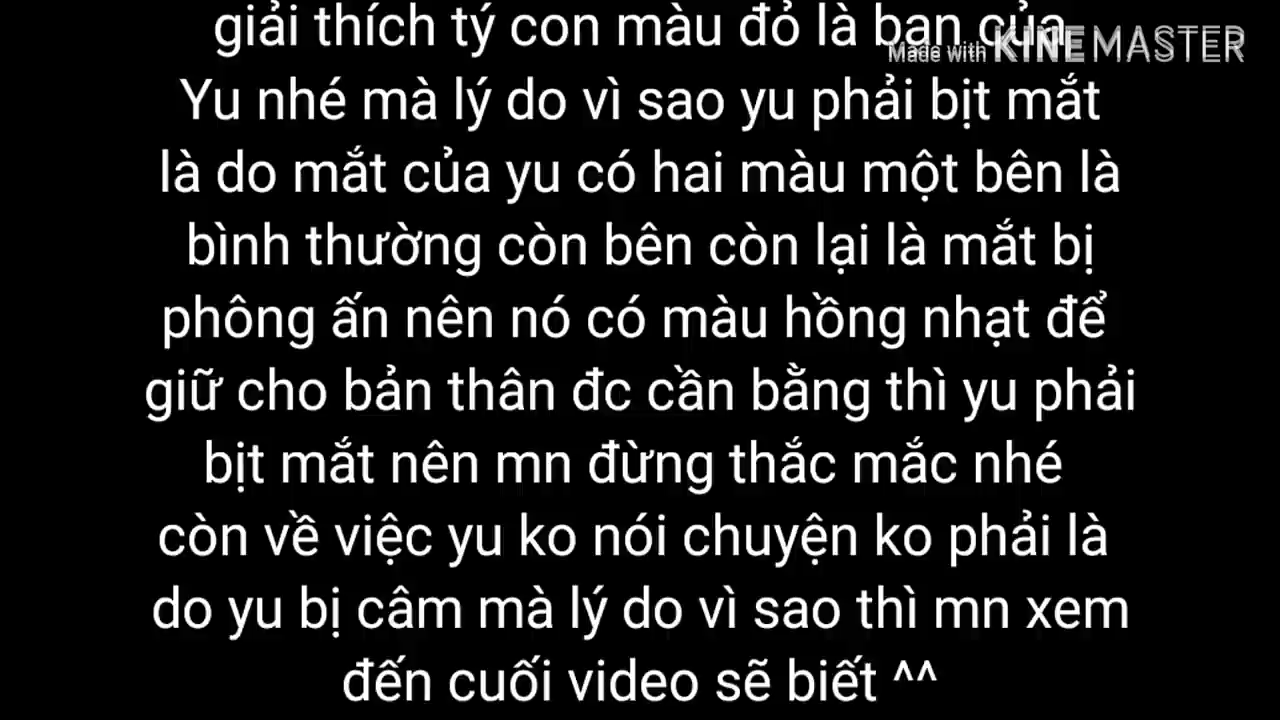 giải thích tý con màu đỏ là bạn của
Made with KINEMASTER
Yu nhé mà lý do vì sao yu phải bịt mắt
là do mắt của yu có hai màu một bên là
bình thường còn bên còn lại là mắt bị
phông ấn nên nó có màu hồng nhạt để
giữ cho bản thân đc cần bằng thì yu phải
bịt mắt nên mn đừng thắc mắc nhé
còn về việc yu ko nói chuyện ko phải là
do yu bị câm mà lý do vì sao thì mn xem
đến cuối video sẽ biết ^^